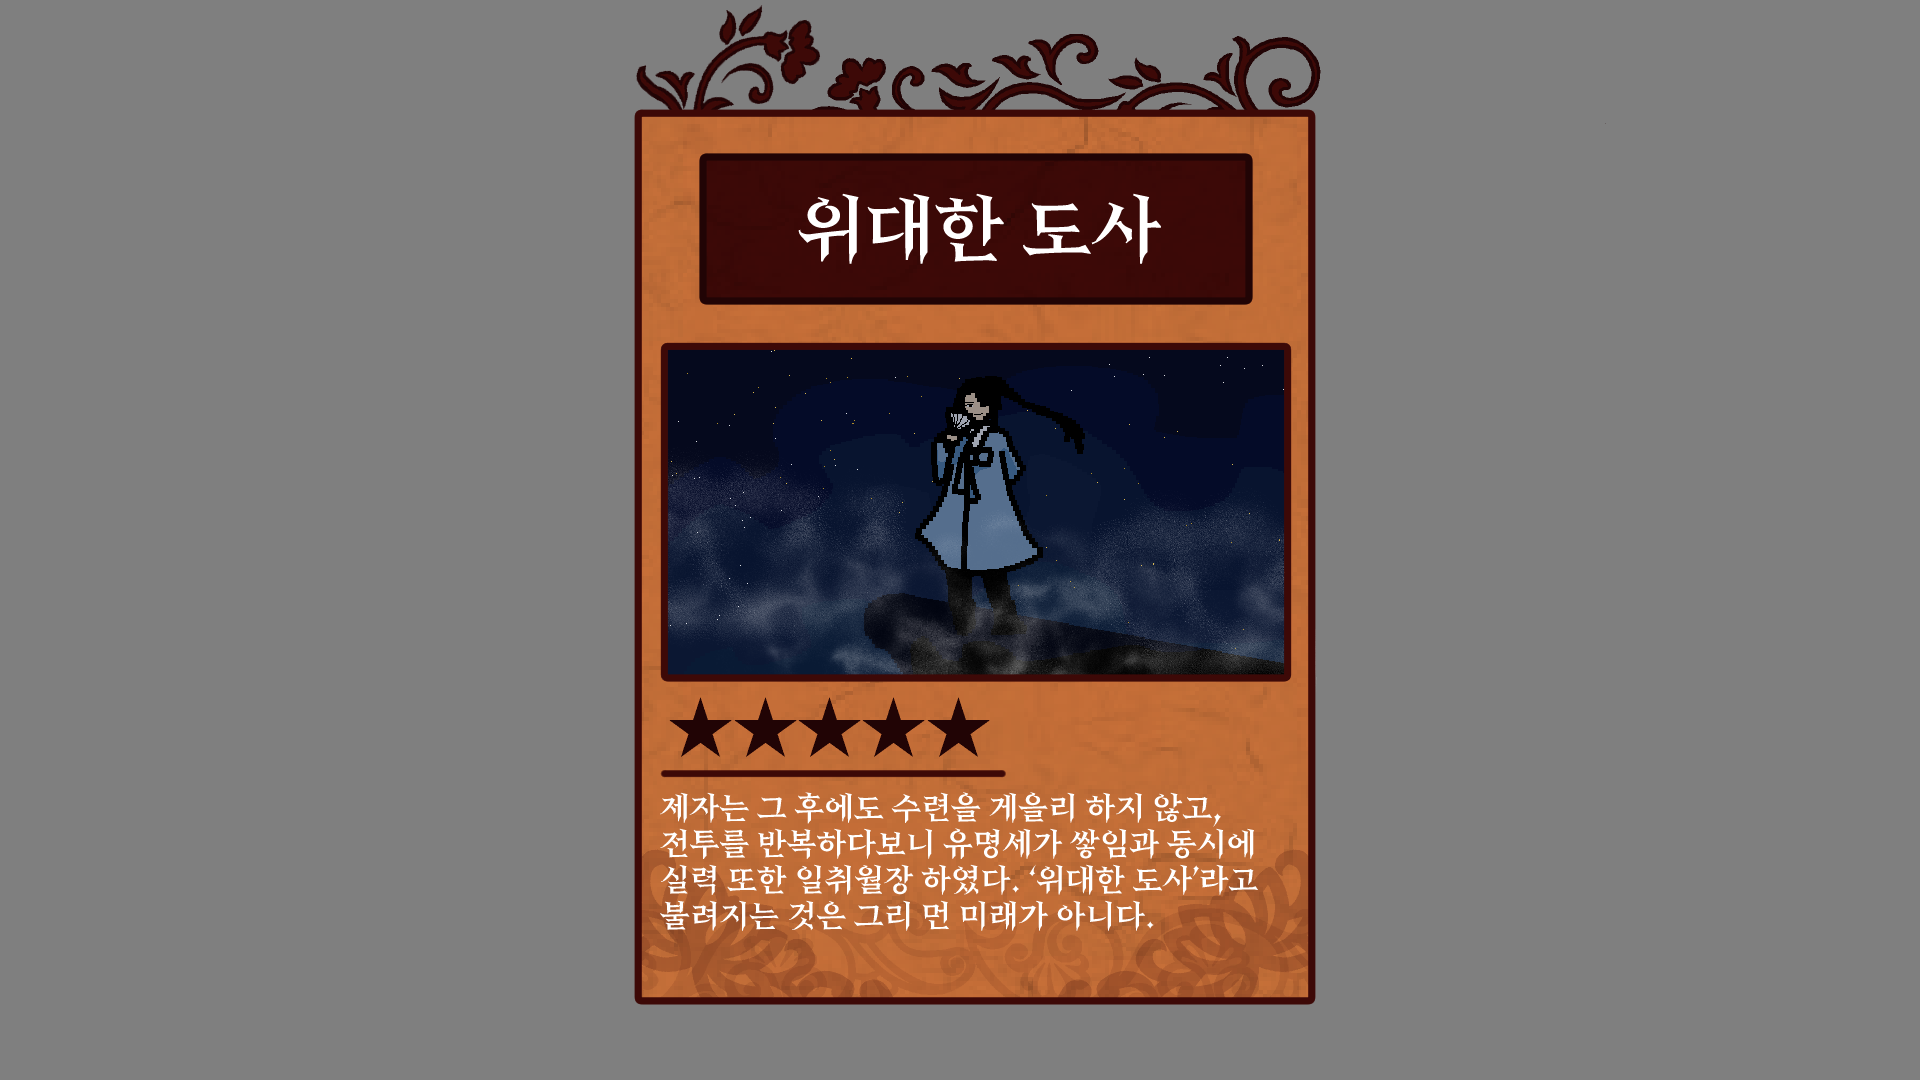 위대한 도사
★★★★★
제자는 그 후에도 수련을 게을리 하지 않고,
전투를 반복하다보니 유명세가 쌓임과 동시에
실력 또한 일취월장 하였다. ‘위대한 도사’라고
불려지는 것은 그리 먼 미래가 아니다.